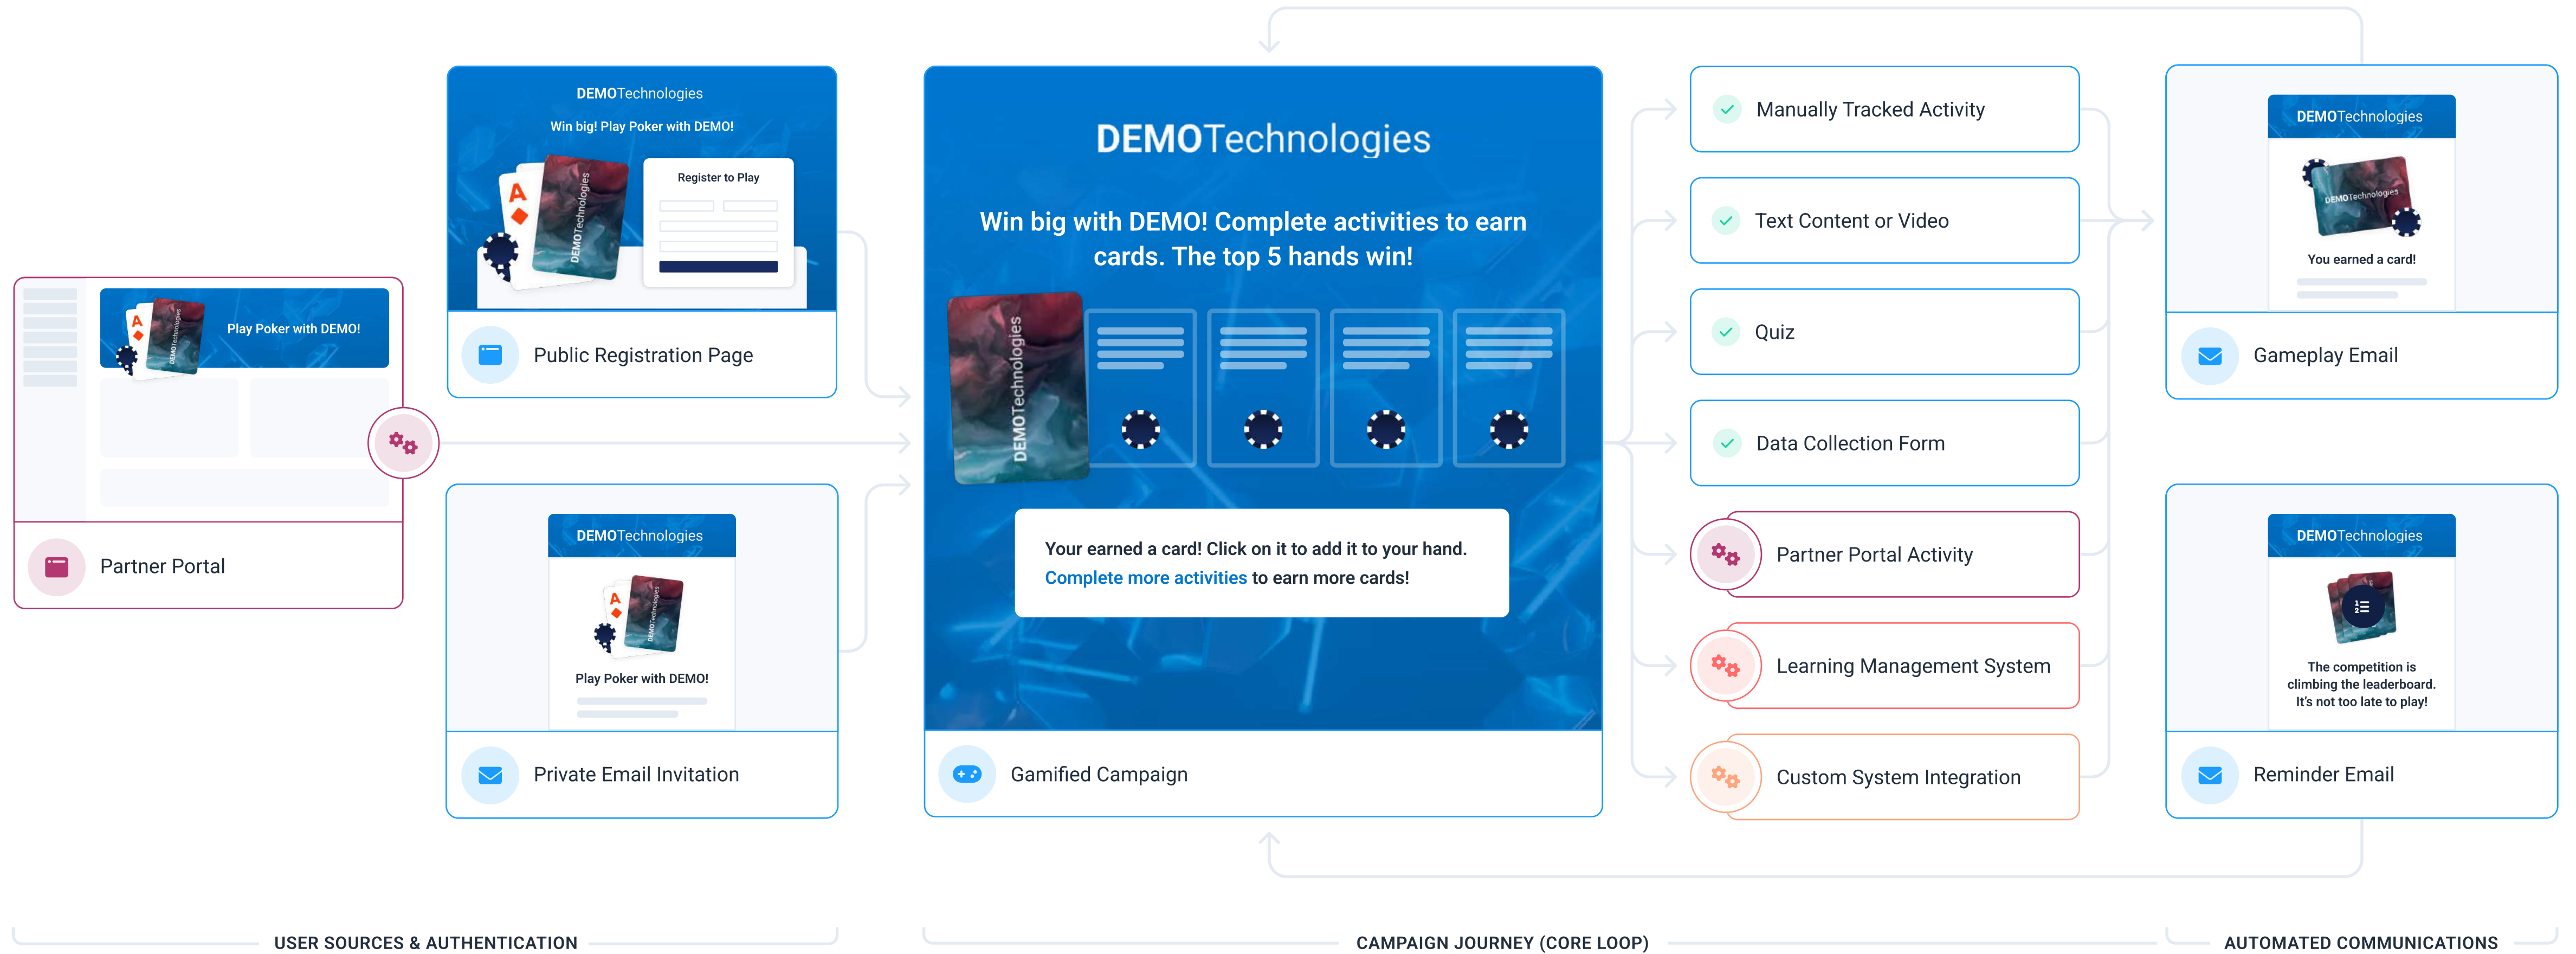 DEMOTechnologies
Play Poker with DEMO!
A
Partner Portal
DEMOTechnologies
Win big! Play Poker with DEMO!
A
DEMOTechnologies
Register to Play
Public Registration Page
DEMOTechnologies
A
DEMOTechnologies
Play Poker with DEMO!
Private Email Invitation
DEMOTechnologies
Win big with DEMO! Complete activities to earn
cards. The top 5 hands win!
DEMOTechnologies
Your earned a card! Click on it to add it to your hand.
Complete more activities to earn more cards!
Gamified Campaign
Manually Tracked Activity
Text Content or Video
Quiz
Data Collection Form
Partner Portal Activity
Learning Management System
Custom System Integration
DEMOTechnologies
DEMOTechnologies
You earned a card!
Gameplay Email
DEMOTechnologies
The competition is
climbing the leaderboard.
It's not too late to play!
Reminder Email
USER SOURCES & AUTHENTICATION
CAMPAIGN JOURNEY (CORE LOOP)
AUTOMATED COMMUNICATIONS